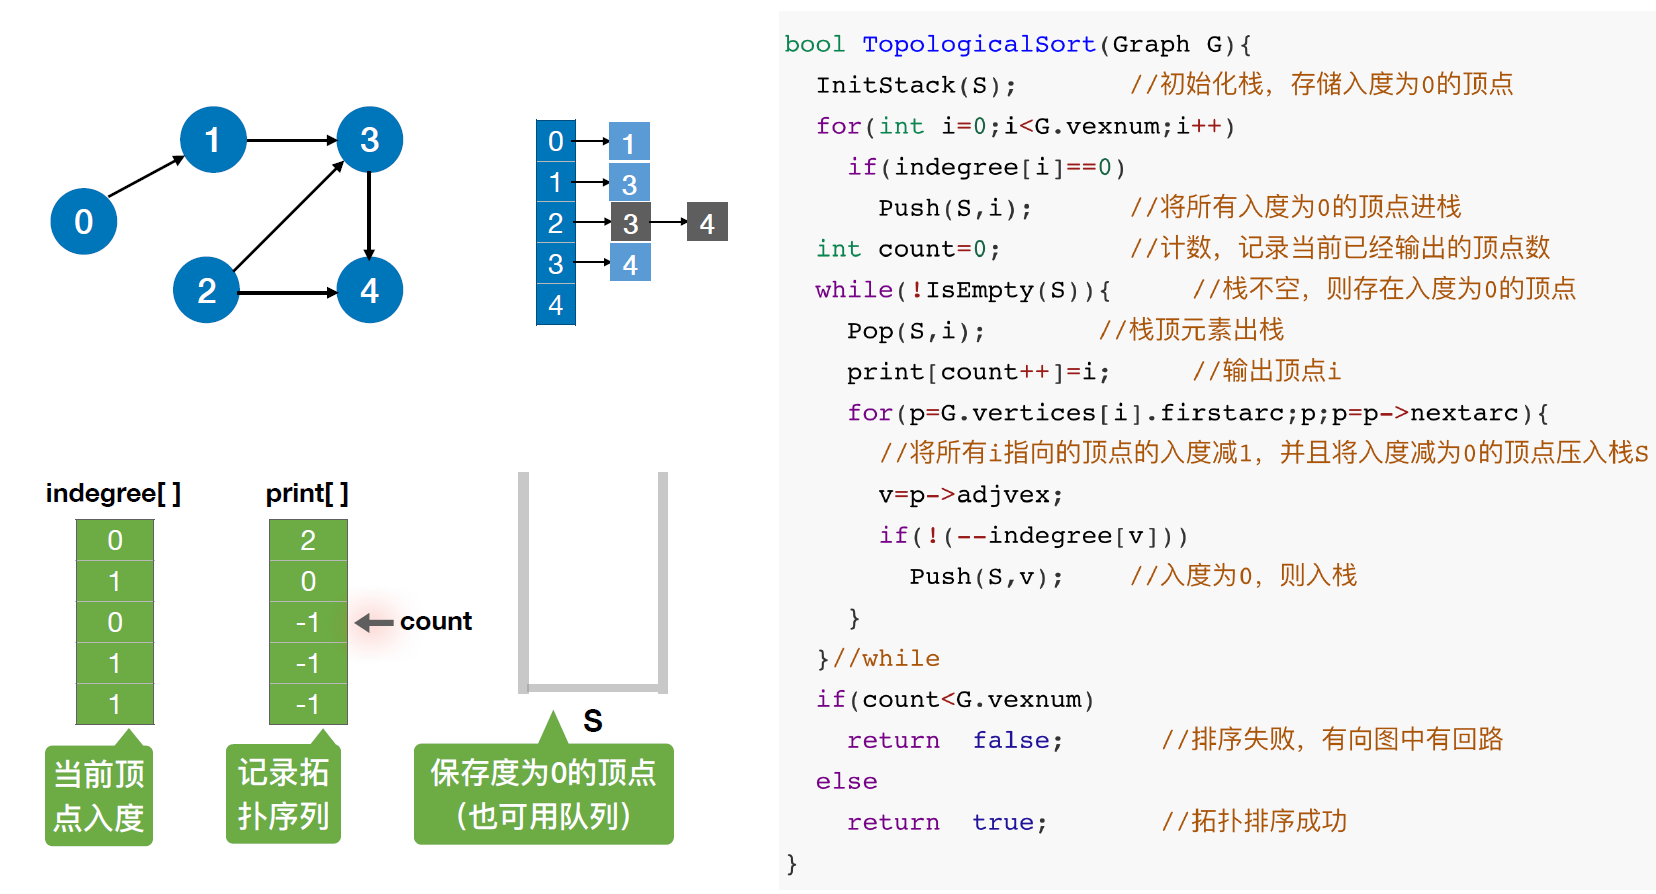 1 3
0
2 4
0 1
1 3
2 3 4
3 4
4
indegree[ ]
0
1
0
1
1
当前顶
点入度
print[ ]
2
0
-1
-1
-1
count
记录拓
扑序列
S
保存度为0的顶点
(也可用队列)
bool TopologicalSort(Graph G){
InitStack(S); //初始化栈，存储入度为0的顶点
for(int i=0;i<G.vexnum;i++)
if(indegree[i]==0)
Push(S,i); //将所有入度为0的顶点进栈
int count=0; //计数，记录当前已经输出的顶点数
while(!IsEmpty(S)){ //栈不空，则存在入度为0的顶点
Pop(S,i); //栈顶元素出栈
print[count++]=i; //输出顶点i
for(p=G.vertices[i].firstarc;p;p=p->nextarc){
//将所有i指向的顶点的入度减1，并且将入度减为0的顶点压入栈S
v=p->adjvex;
if(!(--indegree[v]))
Push(S,v); //入度为0，则入栈
}
}//while
if(count<G.vexnum)
return false; //排序失败，有向图中有回路
else
return true; //拓扑排序成功
}